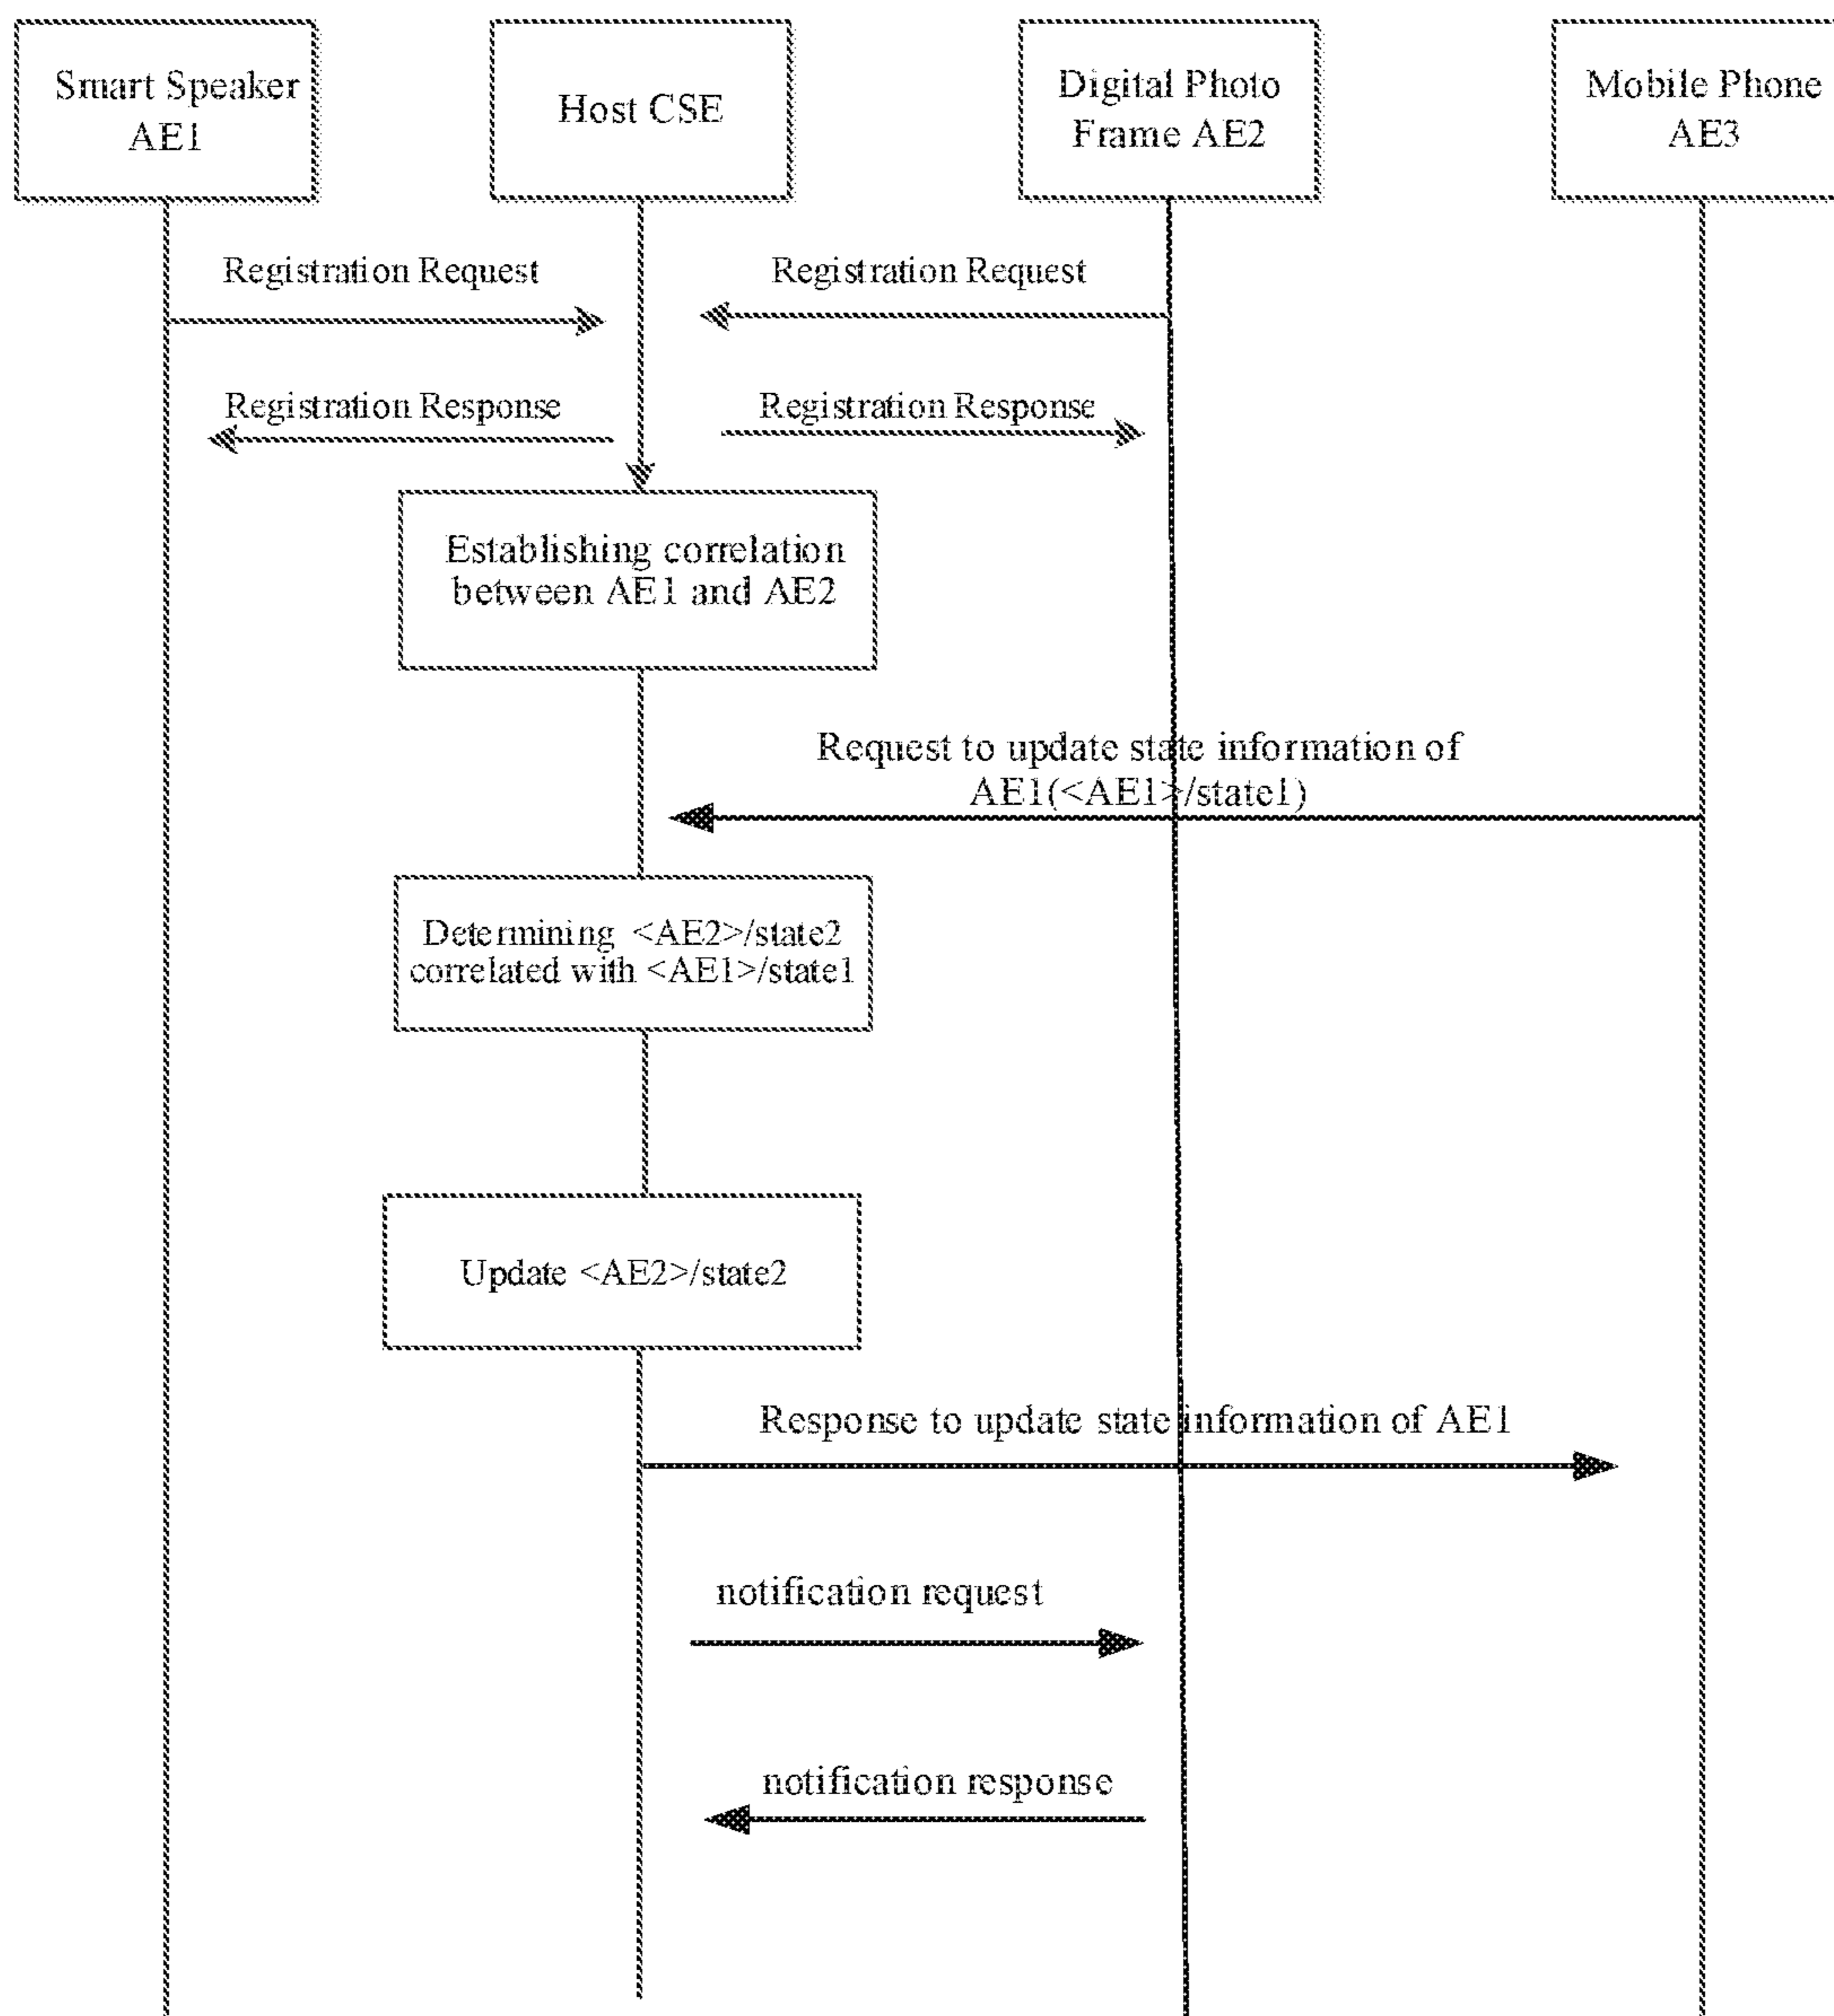 Smart Speaker
AE1
Host CSE
Digital Photo
Frame AE2
Mobile Phone
AE3
Registration Request
Registration Request
Registration Response
Registration Response
Establishing correlation
between AE1 and AE2
Request to update state information of
AE1(<AE1>/state1)
Determining <AE2>/state2
correlated with <AE1>/state1
Update <AE2>/state2
Response to update state information of AE1
notification request
notification response